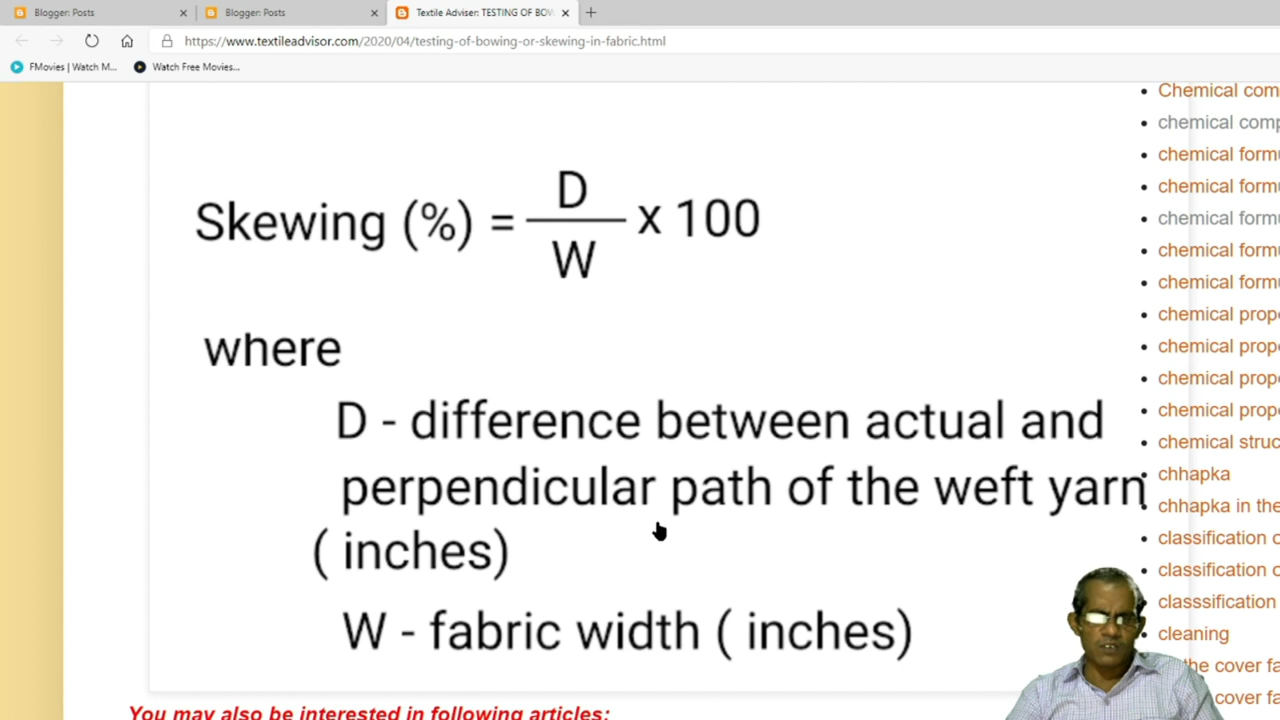 Blogger: Posts
Blogger: Posts
Textile Adviser: TESTING OF BOW
https://www.textileadvisor.com/2020/04/testing-of-bowing-or-skewing-in-fabric.html
FMovies | Watch M...
Watch Free Movies...
Skewing (%) = D/W x 100
where
D - difference between actual and
perpendicular path of the weft yarn
( inches)
W - fabric width ( inches)
You may also be interested in following articles:
Chemical com
chemical comp
chemical formu
chemical formu
chemical formu
chemical formu
chemical formu
chemical prope
chemical prope
chemical prope
chemical prope
chemical struc
chhapka
chhapka in the
classification o
classification o
classsification
cleaning
the cover fa
cover fa